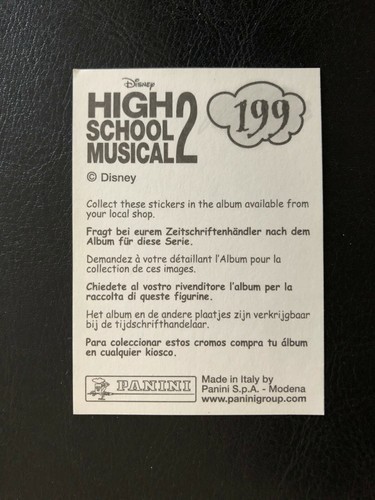 Disney
HIGH
SCHOOL
MUSICAL 2
199
© Disney
Collect these stickers in the album available from
your local shop.
Fragt bei eurem Zeitschriftenhändler nach dem
Album für diese Serie.
Demandez à votre détaillant l'Album pour la
collection de ces images.
Chiedete al vostro rivenditore l'album per la
raccolta di queste figurine.
Het album en de andere plaatjes zijn verkrijgbaar
bij de tijdschrifthandelaar.
Para coleccionar estos cromos compra tu álbum
en cualquier kiosco.
PANINI
Made in Italy by
Panini S.p.A. - Modena
www.paninigroup.com